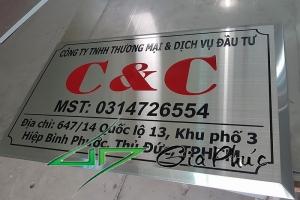 CÔNG TY TNHH THƯƠNG MẠI & DỊCH VỤ ĐẦU TƯ
C&C
MST: 0314726554
Địa chỉ: 647/14 Quốc lộ 13, Khu phố 3
Hiệp Bình Phước, Thủ Đức, TPHCM
Gia Phúc